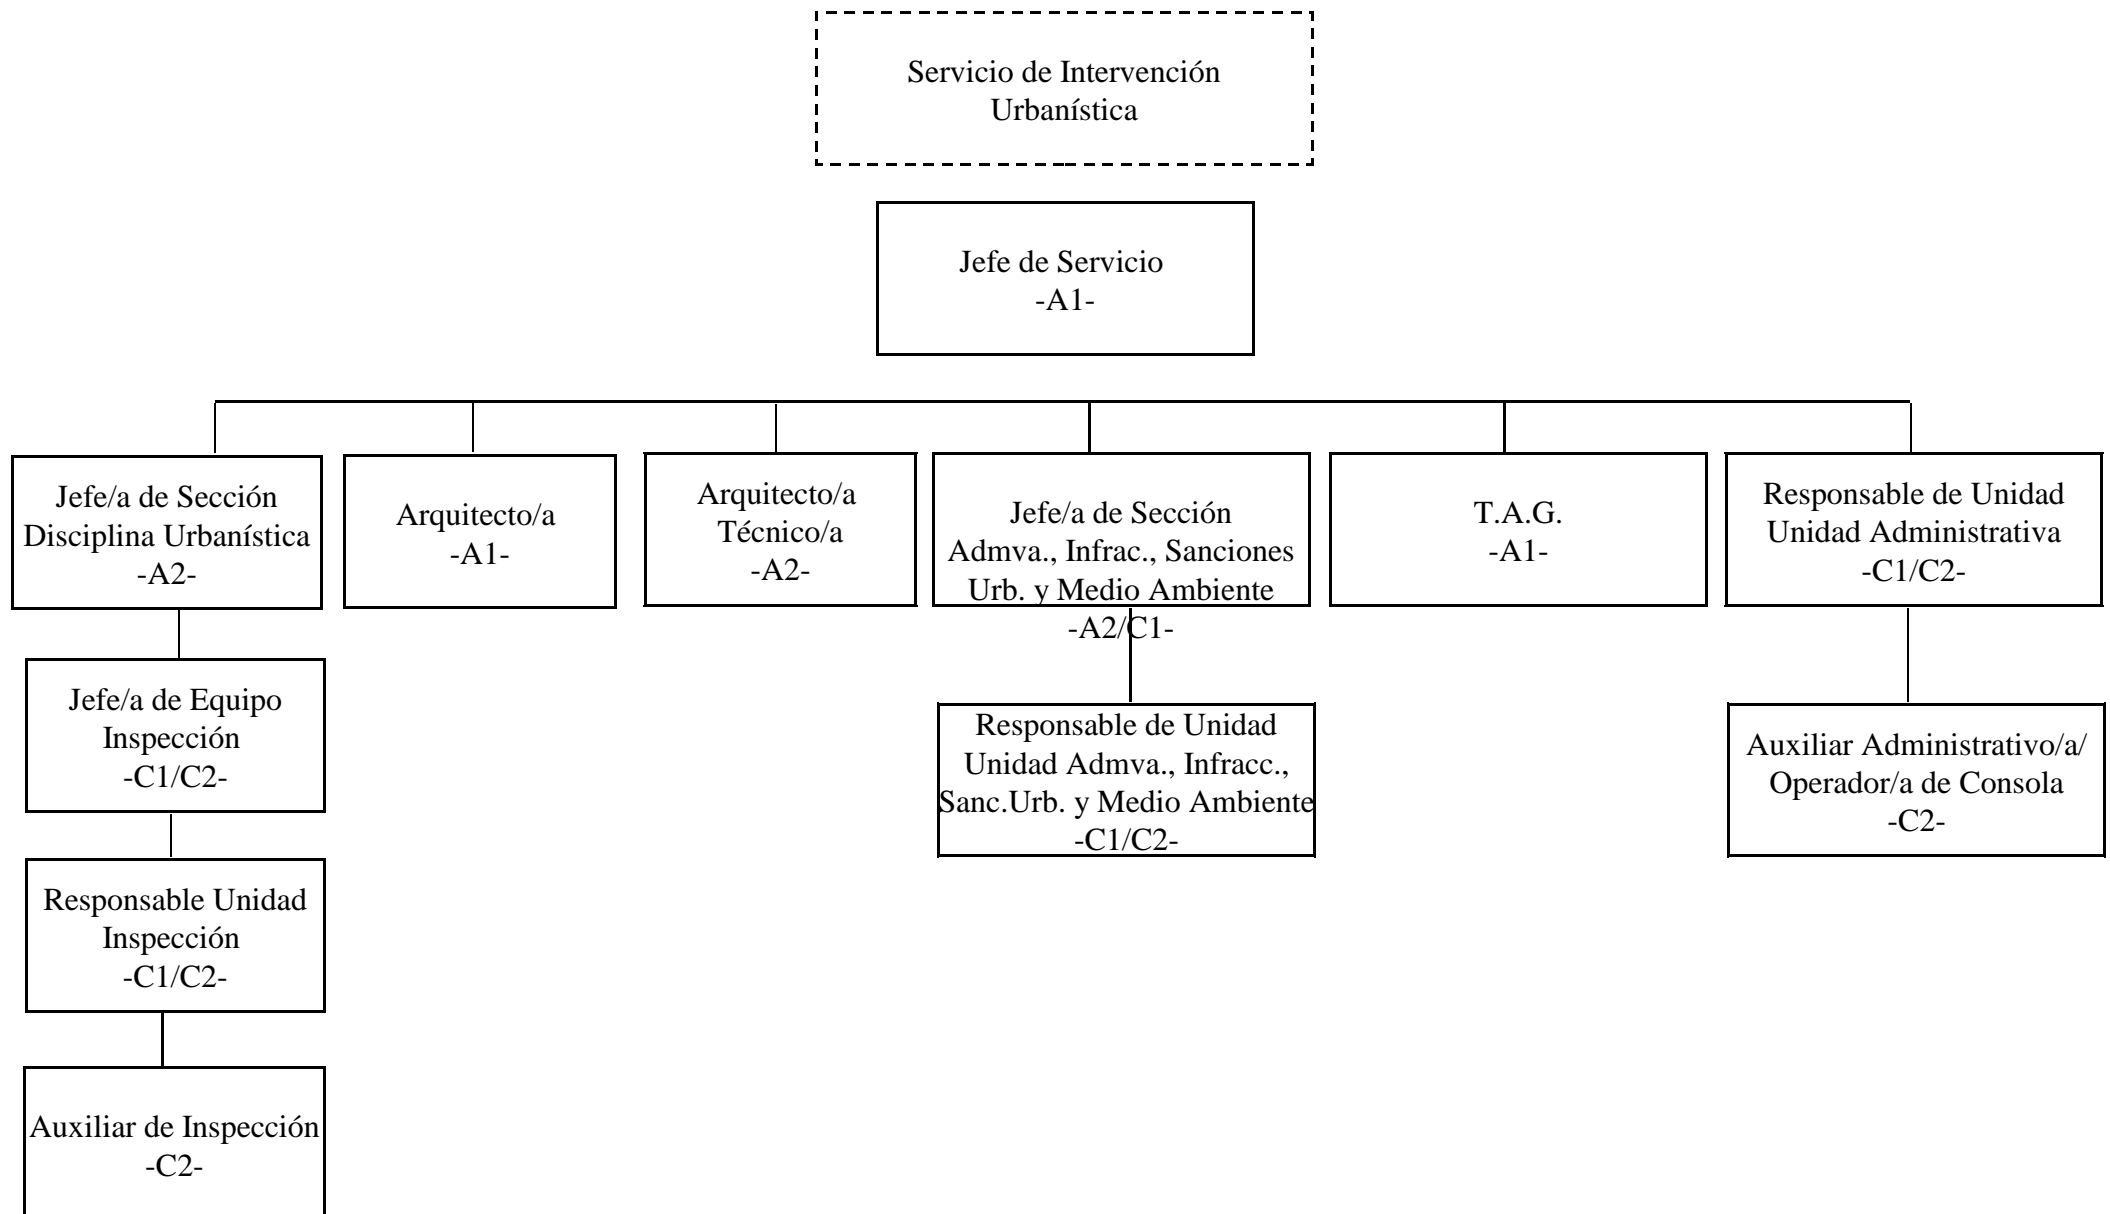 Servicio de Intervención
Urbanística
Jefe de Servicio
-A1-
Jefe/a de Sección
Disciplina Urbanística
-A2-
Arquitecto/a
-A1-
Arquitecto/a
Técnico/a
-A2-
Jefe/a de Sección
Admva., Infrac., Sanciones
Urb. y Medio Ambiente
-A2/C1-
T.A.G.
-A1-
Responsable de Unidad
Unidad Administrativa
-C1/C2-
Jefe/a de Equipo
Inspección
-C1/C2-
Responsable de Unidad
Unidad Admva., Infracc.,
Sanc.Urb. y Medio Ambiente
-C1/C2-
Auxiliar Administrativo/a/
Operador/a de Consola
-C2-
Responsable Unidad
Inspección
-C1/C2-
Auxiliar de Inspección
-C2-